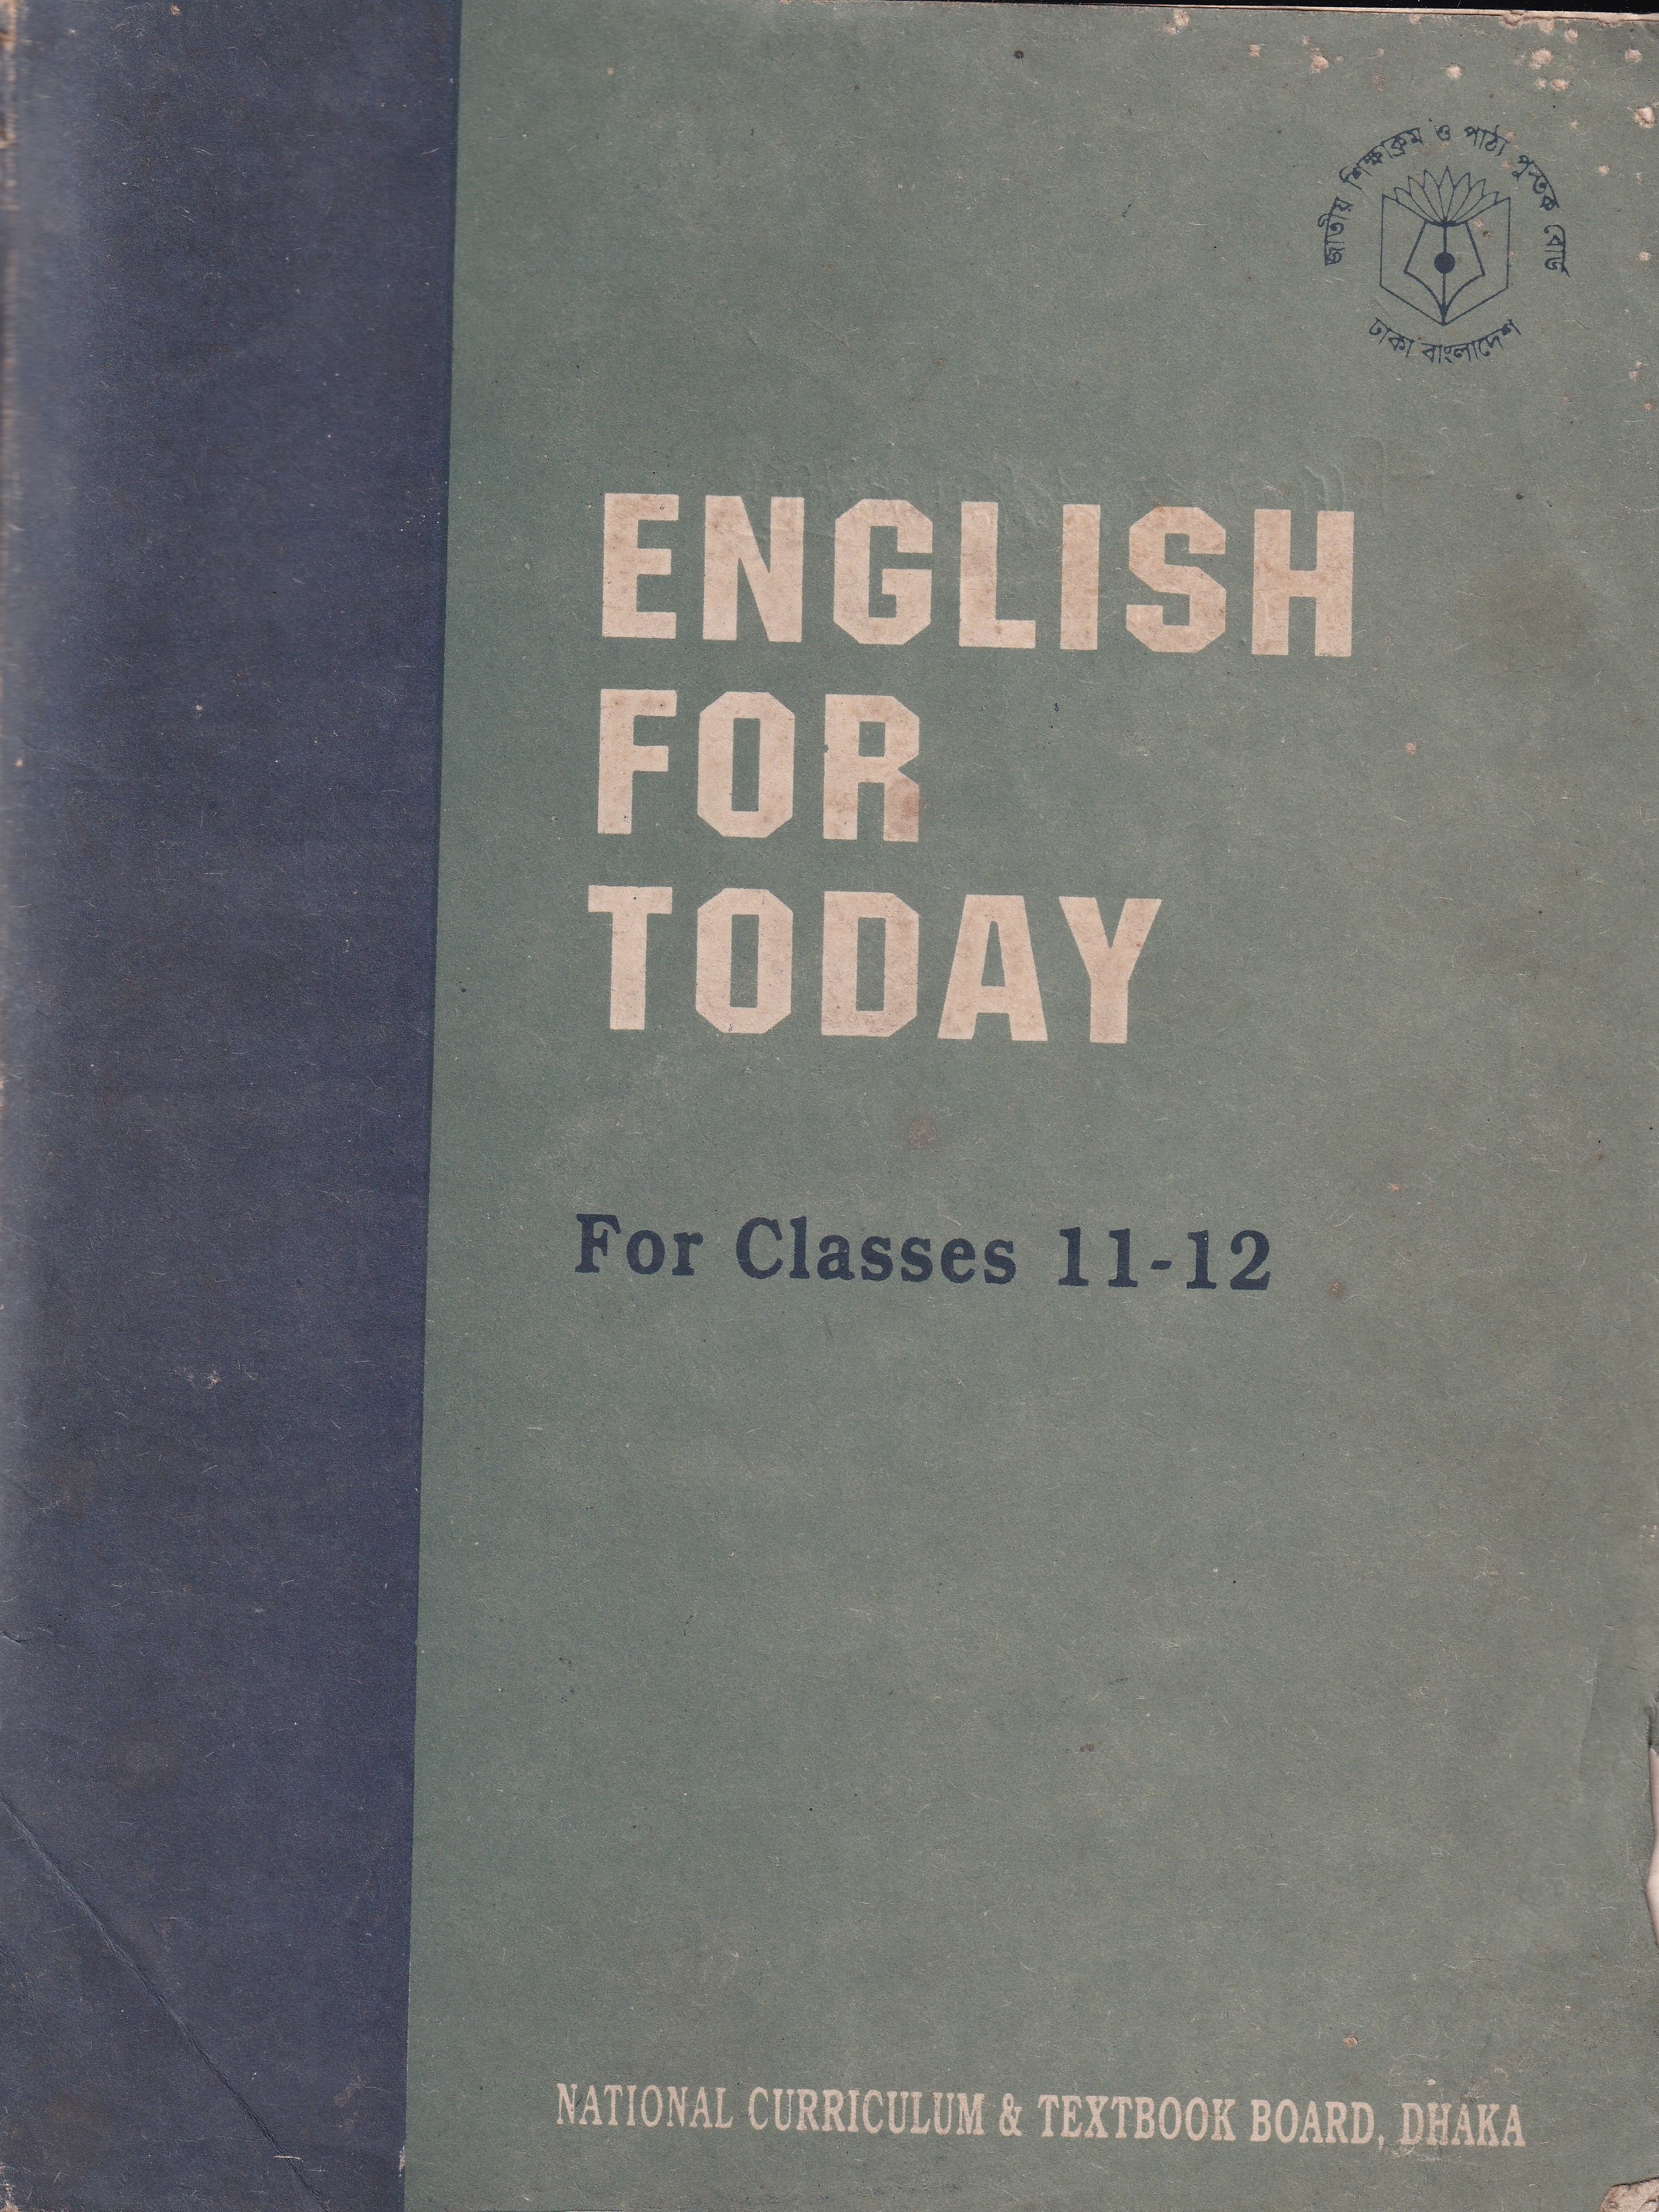 জাতীয় শিক্ষাক্রম ও পাঠ্য পুস্তক বোর্ড
ঢাকা বাংলাদেশ
ENGLISH
FOR
TODAY
For Classes 11-12
NATIONAL CURRICULUM & TEXTBOOK BOARD, DHAKA